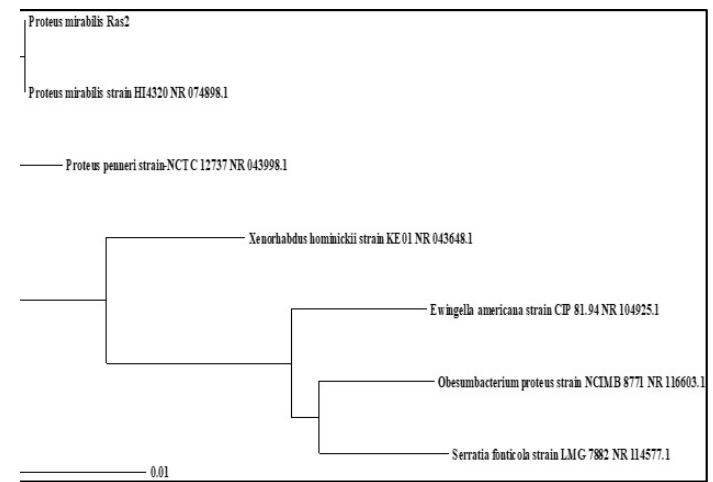 Proteus mirabilis Ras2
Proteus mirabilis strain HI4320 NR 074898.1
Proteus penneri strain-NCTC 12737 NR 043998.1
Xenorhabdus hominickii strain KE01 NR 043648.1
Ewingella americana strain CIP 81.94 NR 104925.1
Obesumbacterium proteus strain NCIMB 8771 NR 116603.1
Serratia fonticola strain LMG 7882 NR 114577.1
0.01